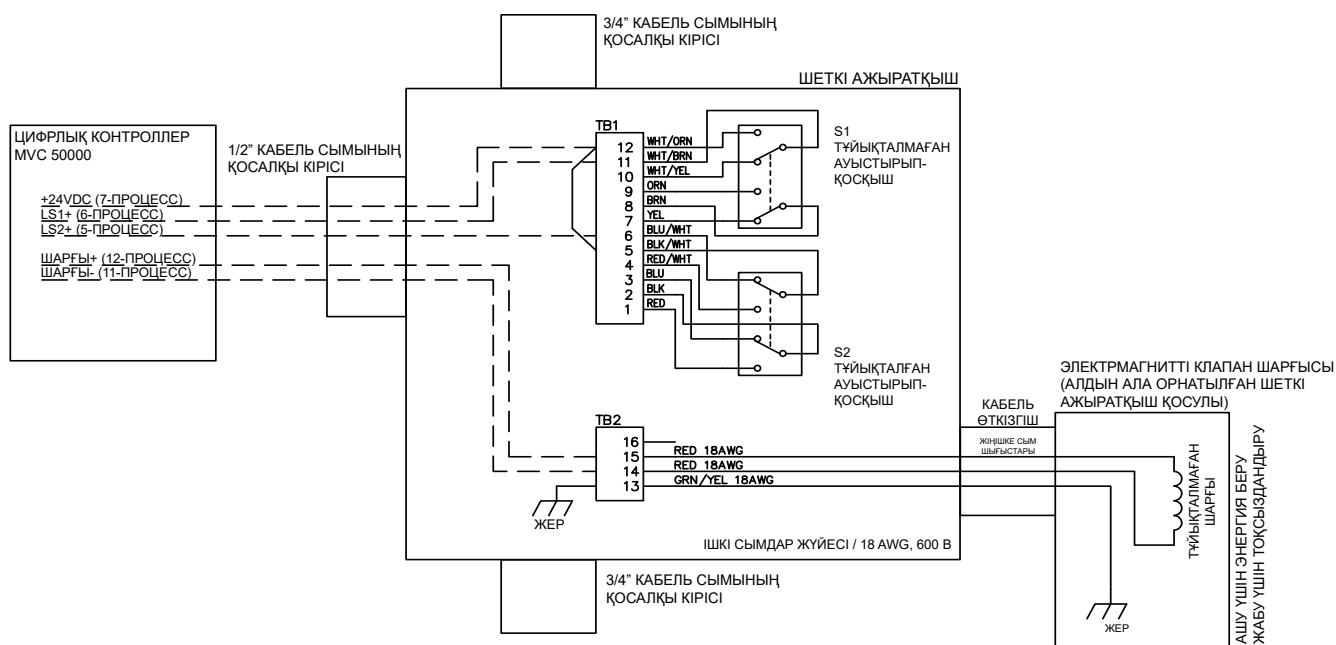 3/4” КАБЕЛЬ СЫМЫНЫҢ
ҚОСАЛҚЫ КІРІСІ
ШЕТКІ АЖЫРАТҚЫШ
ЦИФРЛЫҚ КОНТРОЛЛЕР
MVC 50000
1/2” КАБЕЛЬ СЫМЫНЫҢ
ҚОСАЛҚЫ КІРІСІ
+24VDC (7-ПРОЦЕСС)
LS1+ (6-ПРОЦЕСС)
LS2+ (5-ПРОЦЕСС)
ШАРҒЫ+ (12-ПРОЦЕСС)
ШАРҒЫ- (11-ПРОЦЕСС)
TB1
12 WHT/ORN
11 WHT/BRN
10 WHT/YEL
9 ORN
8 BRN
7 YEL
6 BLU/WHT
5 BLK/WHT
4 RED/WHT
3 BLU
2 BLK
1 RED
S1
ТҰЙЫҚТАЛМАҒАН
АУЫСТЫРЫП-
ҚОСҚЫШ
S2
ТҰЙЫҚТАЛҒАН
АУЫСТЫРЫП-
ҚОСҚЫШ
TB2
16
15 RED 18AWG
14 RED 18AWG
13 GRN/YEL 18AWG
ЖЕР
ІШКІ СЫМДАР ЖҮЙЕСІ / 18 AWG, 600 В
3/4” КАБЕЛЬ СЫМЫНЫҢ
ҚОСАЛҚЫ КІРІСІ
КАБЕЛЬ
ӨТКІЗГІШ
ЖІҢІШКЕ СЫМ
ШЫҒЫСТАРЫ
ЭЛЕКТРМАГНИТТІ КЛАПАН ШАРҒЫСЫ
(АЛДЫН АЛА ОРНАТЫЛҒАН ШЕТКІ
АЖЫРАТҚЫШ ҚОСУЛЫ)
ТҰЙЫҚТАЛМАҒАН
ШАРҒЫ
ЖЕР
АШУ ҮШІН ЭНЕРГИЯ БЕРУ
ЖАБУ ҮШІН ТОҚСЫЗДАНДЫРУ